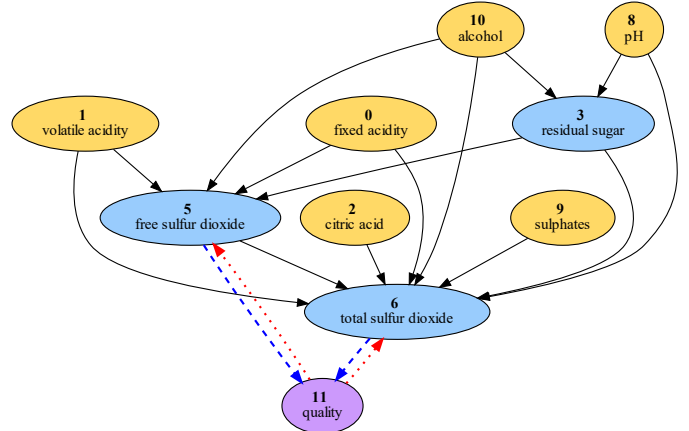 10
alcohol
8
pH
1
volatile acidity
0
fixed acidity
3
residual sugar
5
free sulfur dioxide
2
citric acid
9
sulphates
6
total sulfur dioxide
11
quality